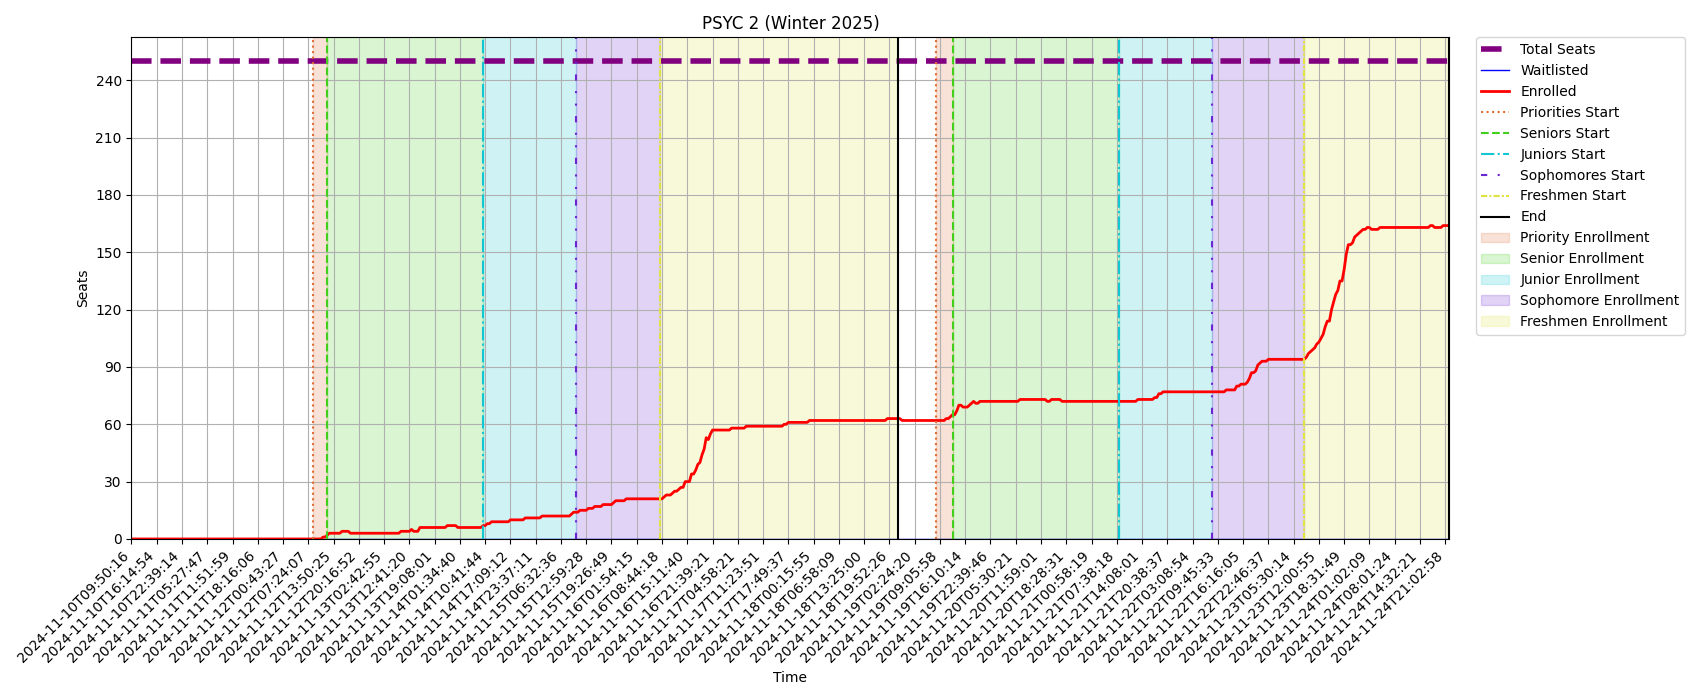 PSYC 2 (Winter 2025)
Total Seats
Waitlisted
Enrolled
Priorities Start
Seniors Start
Juniors Start
Sophomores Start
Freshmen Start
End
Priority Enrollment
Senior Enrollment
Junior Enrollment
Sophomore Enrollment
Freshmen Enrollment
Seats
240
210
180
150
120
90
60
30
0
2024-11-10T09:50:16
2024-11-10T16:14:54
2024-11-10T22:39:14
2024-11-11T05:27:47
2024-11-11T11:51:59
2024-11-11T18:16:06
2024-11-12T00:43:27
2024-11-12T07:24:07
2024-11-12T13:50:25
2024-11-12T20:16:52
2024-11-13T02:42:55
2024-11-13T12:41:20
2024-11-13T19:08:01
2024-11-14T01:34:40
2024-11-14T10:41:44
2024-11-14T17:09:12
2024-11-14T23:37:11
2024-11-15T06:32:36
2024-11-15T12:59:28
2024-11-15T19:26:49
2024-11-16T01:54:15
2024-11-16T08:44:18
2024-11-16T15:11:40
2024-11-16T21:39:21
2024-11-17T04:58:21
2024-11-17T11:23:51
2024-11-17T17:49:37
2024-11-18T00:15:55
2024-11-18T06:58:09
2024-11-18T13:25:00
2024-11-18T19:52:26
2024-11-19T02:24:20
2024-11-19T09:05:58
2024-11-19T16:10:14
2024-11-19T22:39:46
2024-11-20T05:30:21
2024-11-20T11:59:01
2024-11-20T18:28:31
2024-11-21T00:58:19
2024-11-21T07:38:18
2024-11-21T14:08:01
2024-11-21T20:38:37
2024-11-22T03:08:54
2024-11-22T09:45:33
2024-11-22T16:16:05
2024-11-22T22:46:37
2024-11-23T05:30:14
2024-11-23T12:00:55
2024-11-23T18:31:49
2024-11-24T01:02:09
2024-11-24T08:01:24
2024-11-24T14:32:21
2024-11-24T21:02:58
Time